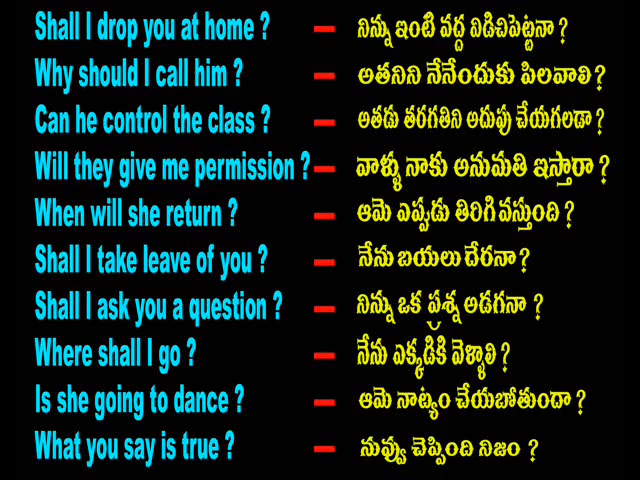 Shall I drop you at home ? – నిన్ను ఇంటి వద్ద విడిచిపెట్టనా ?
Why should I call him ? – అతనిని నేనేందుకు పిలవాలి ?
Can he control the class ? – అతడు తరగతిని అదుపు చేయగలడా ?
Will they give me permission ? – వాళ్ళు నాకు అనుమతి ఇస్తారా ?
When will she return ? – ఆమె ఎప్పుడు తిరిగి వస్తుంది ?
Shall I take leave of you ? – నేను బయలు దేరనా ?
Shall I ask you a question ? – నిన్ను ఒక ప్రశ్న అడగనా ?
Where shall I go ? – నేను ఎక్కడికి వెళ్ళాలి ?
Is she going to dance ? – ఆమె నాట్యం చేయబోతుందా ?
What you say is true ? – నువ్వు చెప్పింది నిజం ?